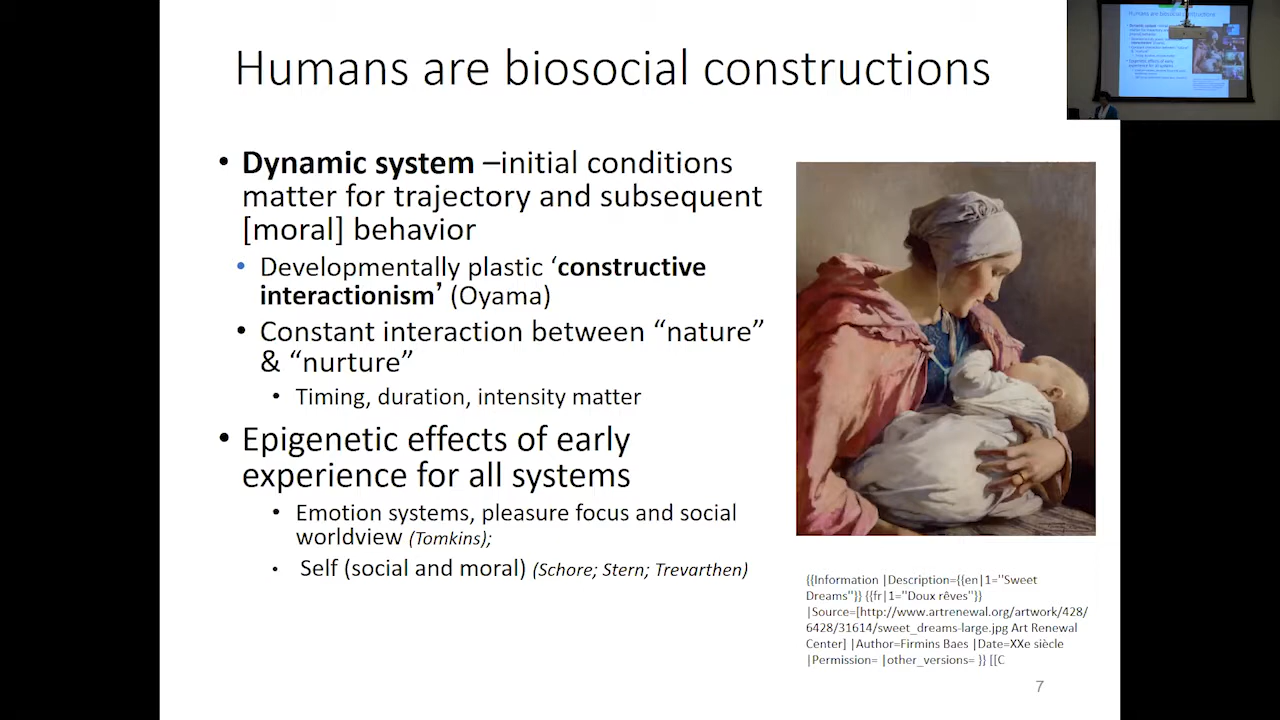 Humans are biosocial constructions
• Dynamic system –initial conditions
matter for trajectory and subsequent
[moral] behavior
• Developmentally plastic ‘constructive
interactionism’ (Oyama)
• Constant interaction between “nature”
& “nurture”
• Timing, duration, intensity matter
• Epigenetic effects of early
experience for all systems
• Emotion systems, pleasure focus and social
worldview (Tomkins);
• Self (social and moral) (Schore; Stern; Trevarthen)
{{Information |Description={{en|1="Sweet
Dreams"}} {{fr|1="Doux rêves"}}
|Source=[http://www.artrenewal.org/artwork/428/
6428/31614/sweet_dreams-large.jpg Art Renewal
Center] |Author=Firmins Baes |Date=XXe siècle
|Permission= |other_versions= }} [[C
7